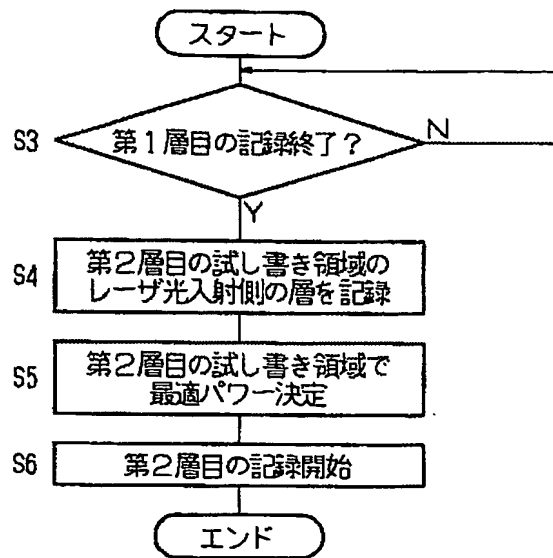 スタート
S3 第1層目の記録終了? N
Y
S4 第2層目の試し書き領域の
レーザ光入射側の層を記録
S5 第2層目の試し書き領域で
最適パワー決定
S6 第2層目の記録開始
エンド